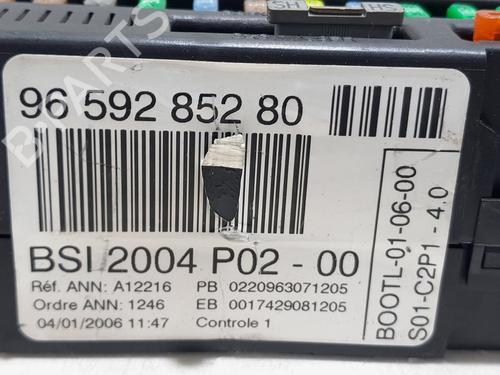 SH
HS
96 592 852 80
BSI 2004 P02 - 00
Réf. ANN: A12216 PB 0220963071205
Ordre ANN: 1246 EB 0017429081205
04/01/2006 11:47 Controle 1
BOOTL-01-06-00
S01-C2P1 - 4.0
B-PARTS